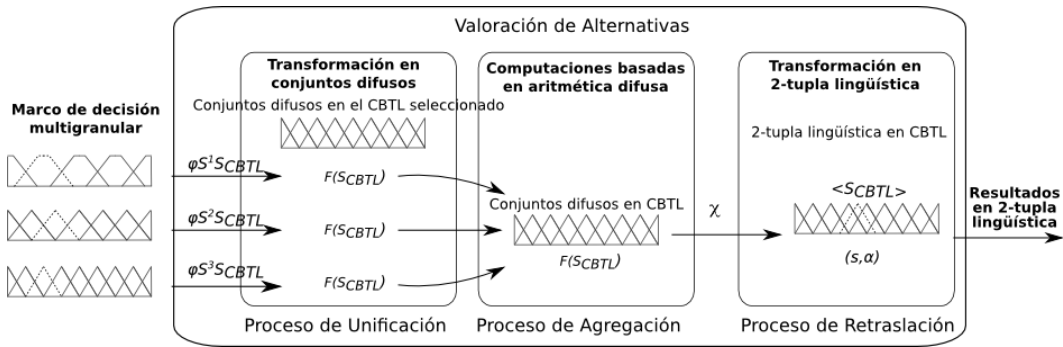 Valoración de Alternativas
Marco de decisión
multigranular
φS¹S_CBTL
φS²S_CBTL
φS³S_CBTL
Transformación en
conjuntos difusos
Conjuntos difusos en el CBTL seleccionado
F(S_CBTL)
F(S_CBTL)
F(S_CBTL)
Proceso de Unificación
Computaciones basadas
en aritmética difusa
Conjuntos difusos en CBTL
F(S_CBTL)
Proceso de Agregación
χ
Transformación en
2-tupla lingüística
2-tupla lingüística en CBTL
<S_CBTL>
(s,α)
Proceso de Retraslación
Resultados
en 2-tupla
lingüística